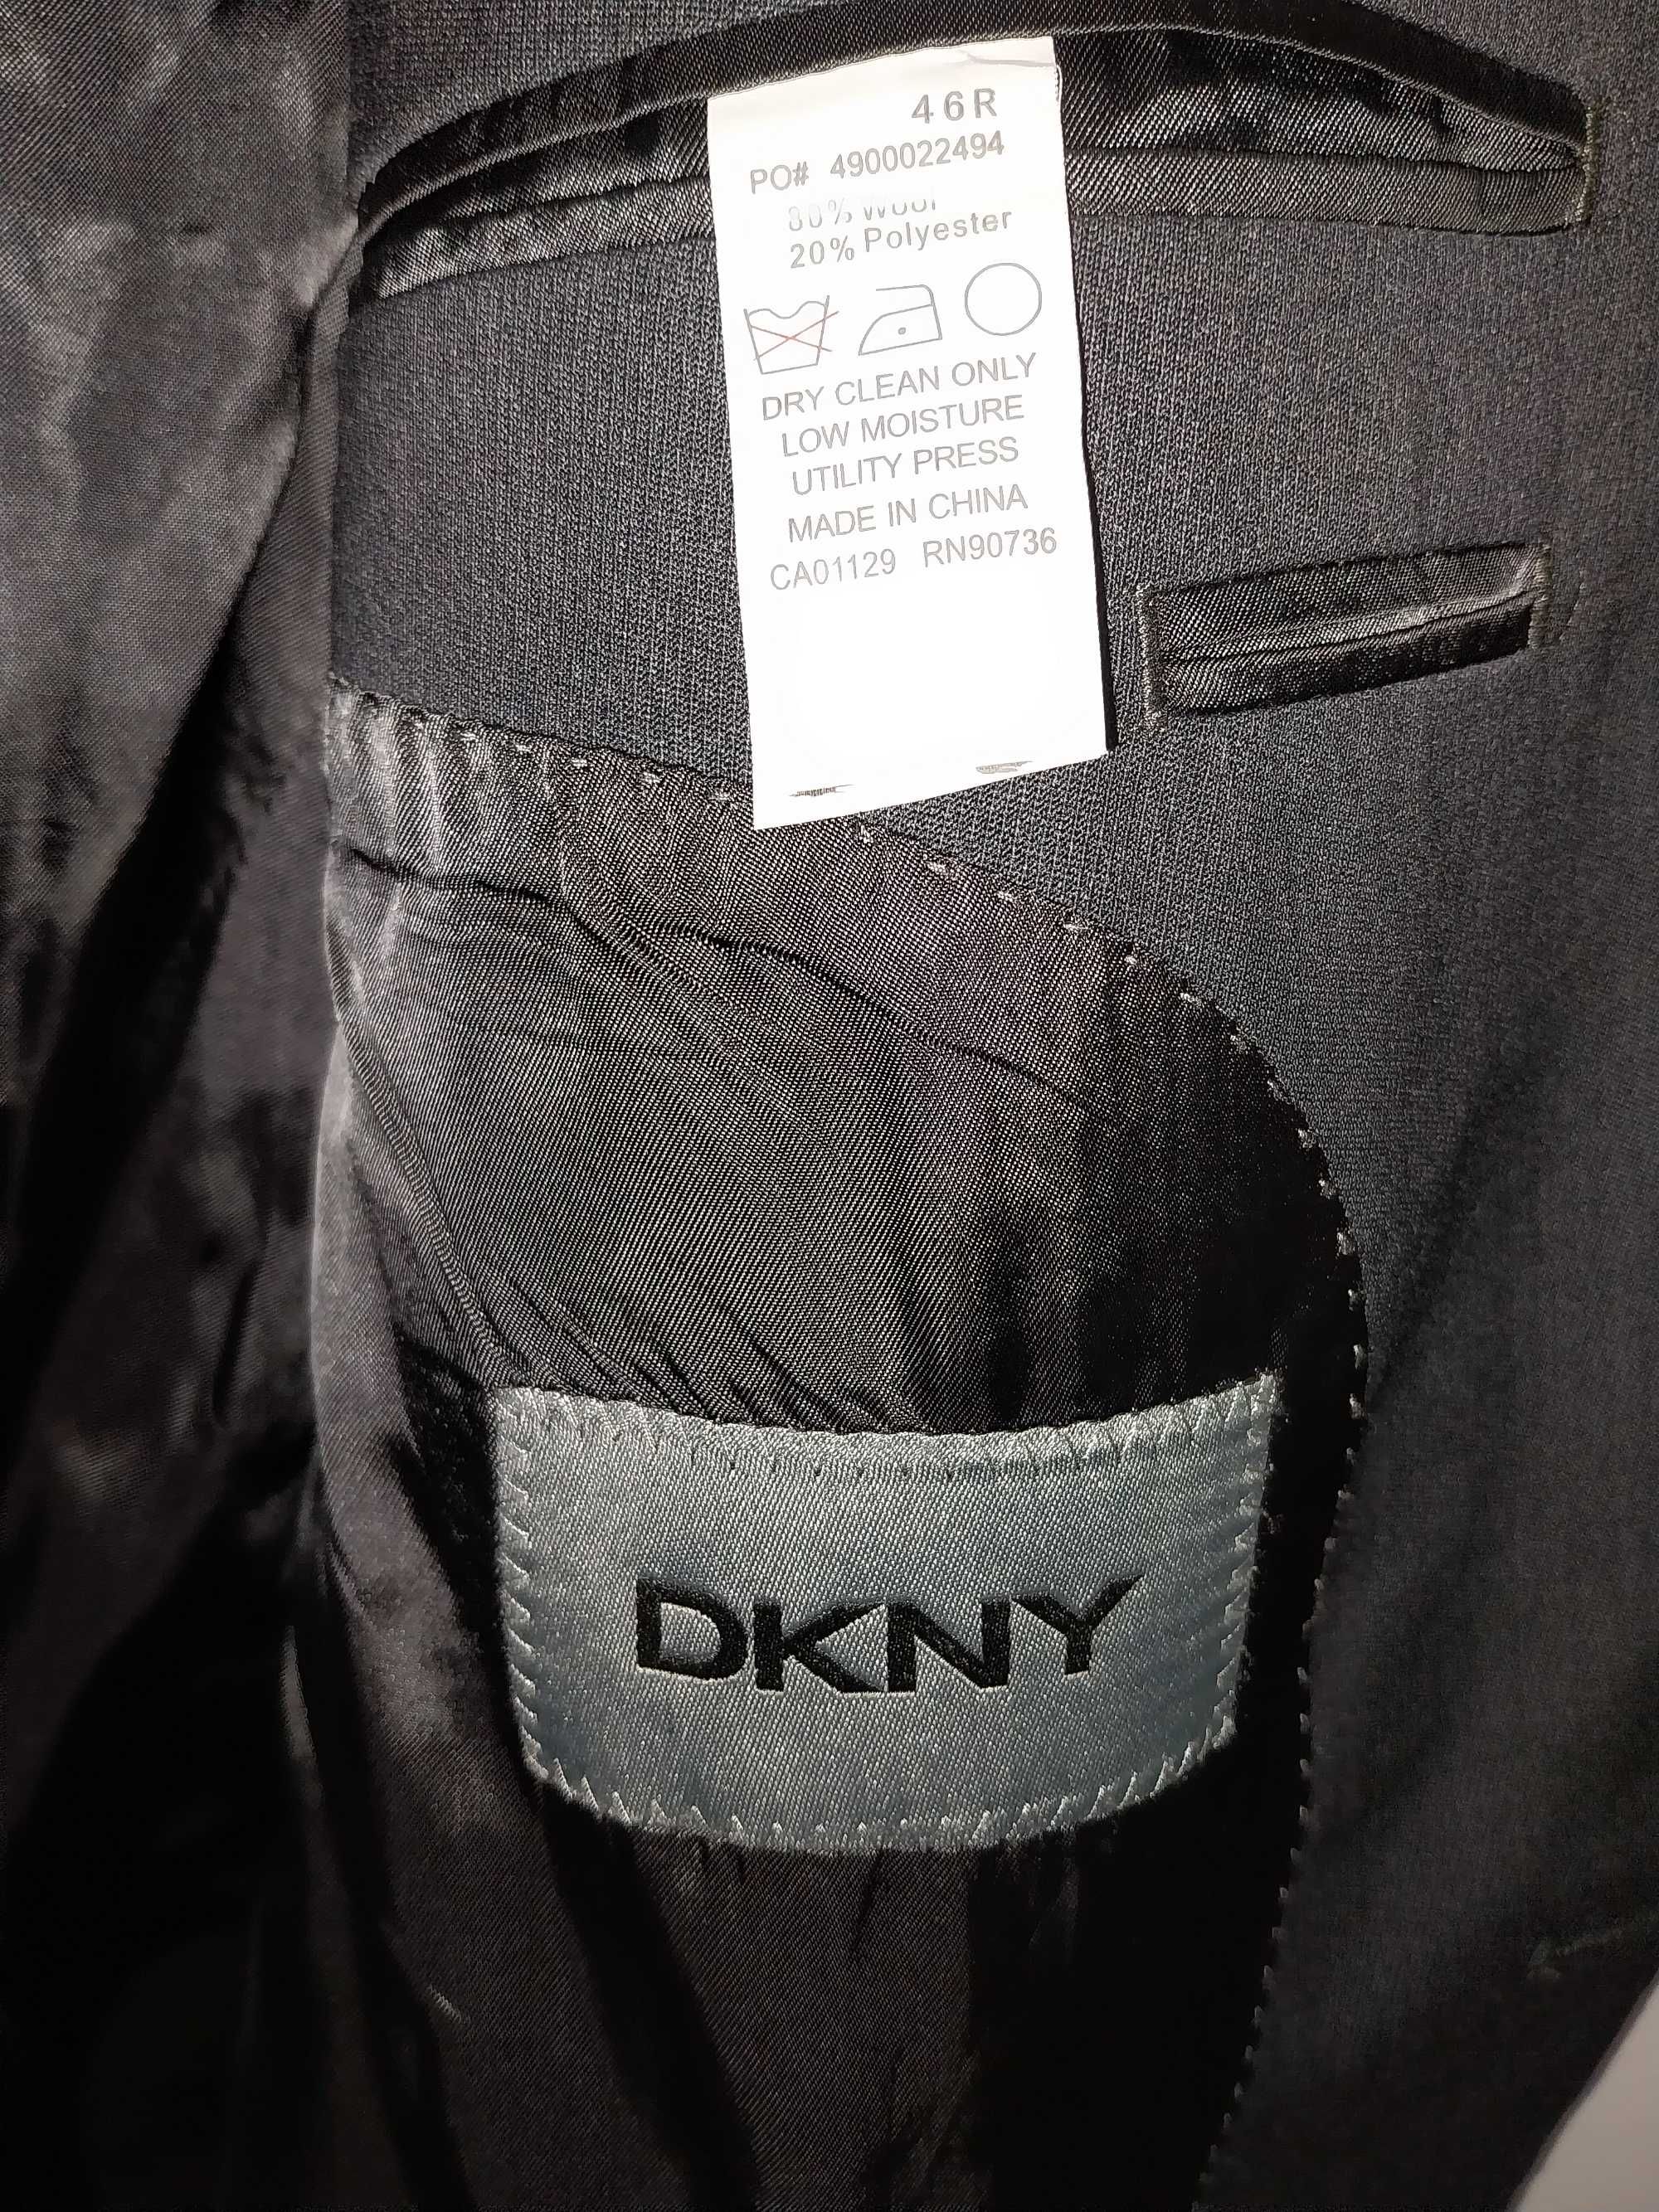 46R
PO# 4900022494
80% Wool
20% Polyester
DRY CLEAN ONLY
LOW MOISTURE
UTILITY PRESS
MADE IN CHINA
CA01129 RN90736
DKNY